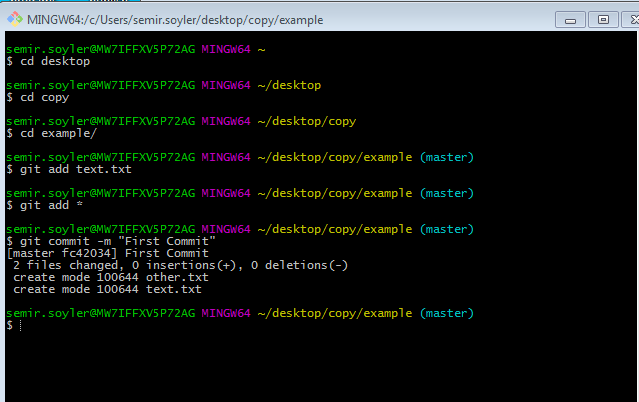 MINGW64:/c/Users/semir.soyler/desktop/copy/example
semir.soyler@MW7IFFXV5P72AG MINGW64 ~
$ cd desktop
semir.soyler@MW7IFFXV5P72AG MINGW64 ~/desktop
$ cd copy
semir.soyler@MW7IFFXV5P72AG MINGW64 ~/desktop/copy
$ cd example/
semir.soyler@MW7IFFXV5P72AG MINGW64 ~/desktop/copy/example (master)
$ git add text.txt
semir.soyler@MW7IFFXV5P72AG MINGW64 ~/desktop/copy/example (master)
$ git add *
semir.soyler@MW7IFFXV5P72AG MINGW64 ~/desktop/copy/example (master)
$ git commit -m "First Commit"
[master fc42034] First Commit
 2 files changed, 0 insertions(+), 0 deletions(-)
 create mode 100644 other.txt
 create mode 100644 text.txt
semir.soyler@MW7IFFXV5P72AG MINGW64 ~/desktop/copy/example (master)
$